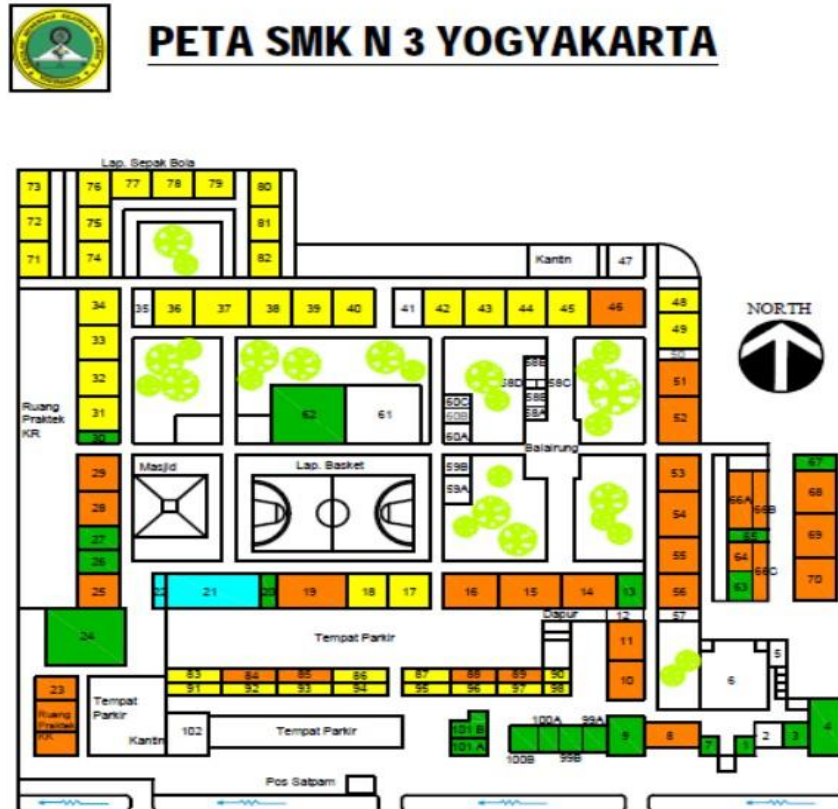 PETA SMK N 3 YOGYAKARTA
Lap. Sepak Bola
73 76 77 78 79 80
72 75 81
71 74 82
Kantin 47
NORTH
34 35 36 37 38 39 40 41 42 43 44 45 46 48
33 49
50
32 58E 51
58D 58C
31 62 61 60C 58B 52
Ruang
Praktek
KR
60B 58A
30 60A
Balairung
29 Masjid Lap. Basket 59B 53 67
28 59A 54 66A 66B 68
27 65 69
26 55 64 66C
25 22 21 20 19 18 17 16 15 14 13 56 63 70
Dapur 12 57
24 Tempat Parkir 11 5
83 84 85 86 87 88 89 90 10 6
91 92 93 94 95 96 97 98
23
Ruang
Praktek
KK
Tempat
Parkir
Kantin
102 Tempat Parkir 101 B 100A 99A 9 8 2 3 4
101 A 7 1
100B 99B
Pos Satpam